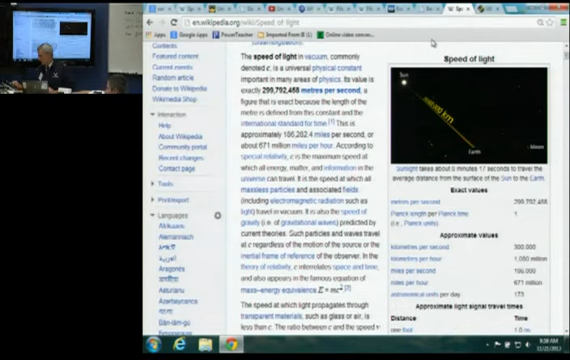 en.wikipedia.org/wiki/Speed_of_light
Apps
Google
PowerTeacher
Imported From IE (1)
Online video conv...
Contents
Featured content
Current events
Random article
Donate to Wikipedia
Wikimedia Shop
Interaction
Help
About Wikipedia
Community portal
Recent changes
Contact page
Tools
Print/export
Languages
Afrikaans
Alemannisch
አማርኛ
العربية
Aragonés
অসমীয়া
Asturianu
Azərbaycanca
বাংলা
Bân-lâm-gú
The speed of light in vacuum, commonly
denoted c, is a universal physical constant
important in many areas of physics. Its value is
exactly 299,792,458 metres per second, a
figure that is exact because the length of the
metre is defined from this constant and the
international standard for time.[1] This is
approximately 186,282.4 miles per second, or
about 671 million miles per hour. According to
special relativity, c is the maximum speed at
which all energy, matter, and information in the
universe can travel. It is the speed at which all
massless particles and associated fields
(including electromagnetic radiation such as
light) travel in vacuum. It is also the speed of
gravity (i.e. of gravitational waves) predicted by
current theories. Such particles and waves travel
at c regardless of the motion of the source or the
inertial frame of reference of the observer. In the
theory of relativity, c interrelates space and time,
and also appears in the famous equation of
mass–energy equivalence E = mc2.[2]
The speed at which light propagates through
transparent materials, such as glass or air, is
less than c. The ratio between c and the speed v
Speed of light
Sun
km
Earth
Moon
Sunlight takes about 8 minutes 17 seconds to travel the
average distance from the surface of the Sun to the Earth.
Exact values
metres per second 299,792,458
Planck length per Planck time 1
(i.e., Planck units)
Approximate values
kilometres per second 300,000
kilometres per hour 1,080 million
miles per second 186,000
miles per hour 671 million
astronomical units per day 173
Approximate light signal travel times
Distance Time
one foot 1.0 ns
9:08 AM